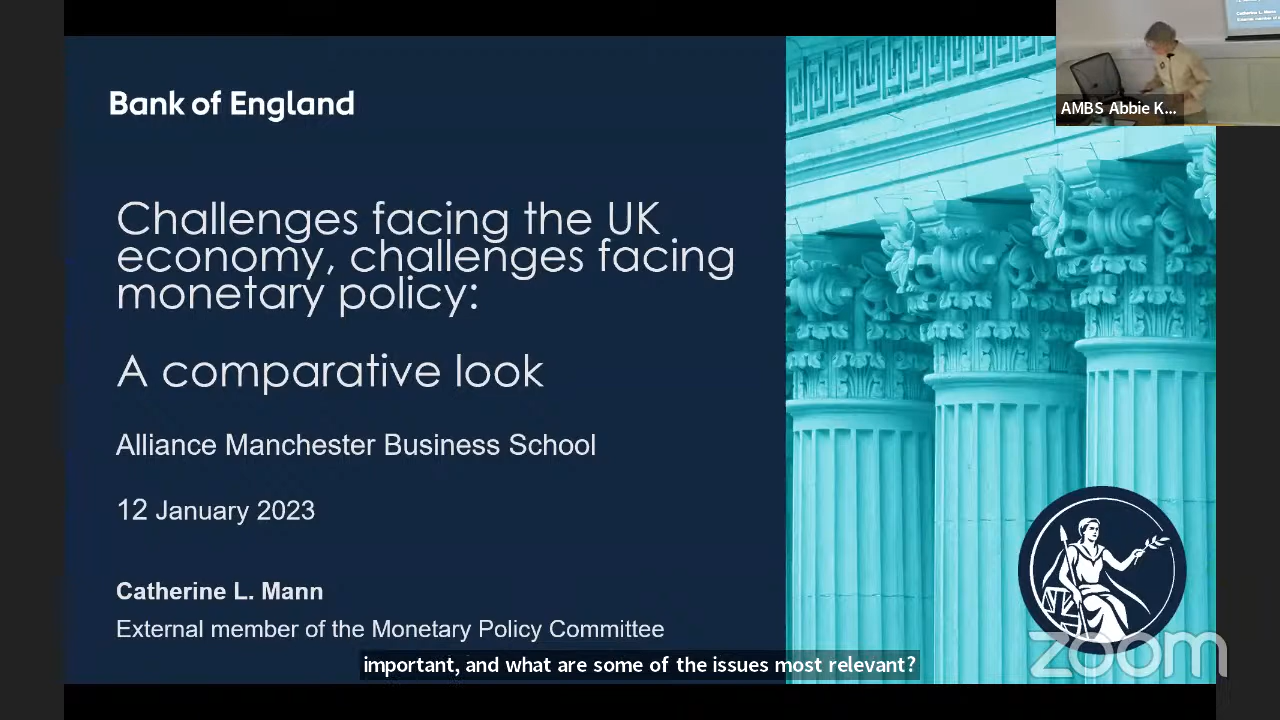 Bank of England
AMBS Abbie K...
Challenges facing the UK
economy, challenges facing
monetary policy:
A comparative look
Alliance Manchester Business School
12 January 2023
Catherine L. Mann
External member of the Monetary Policy Committee
important, and what are some of the issues most relevant?
zoom